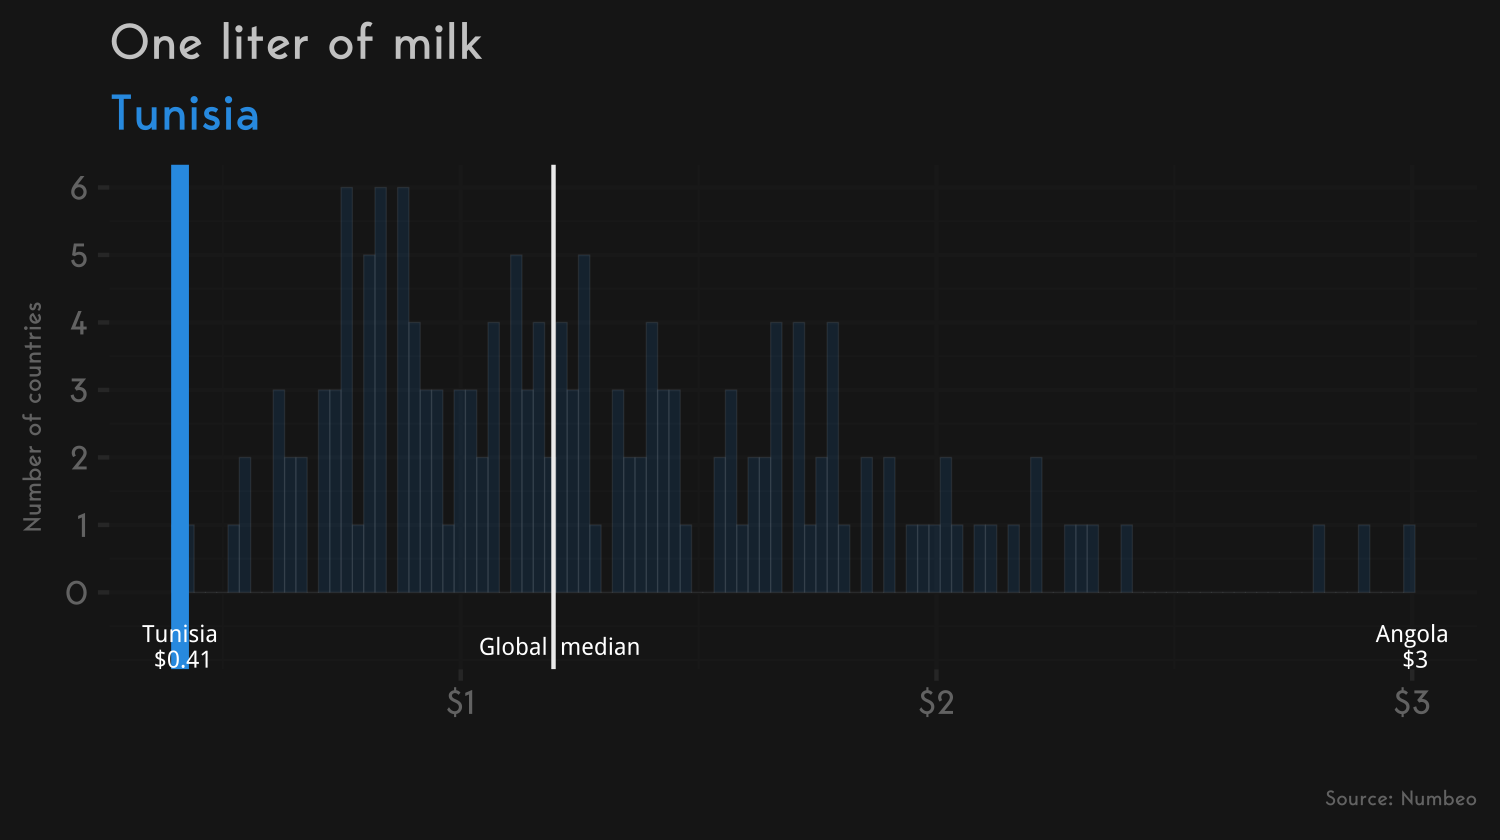 One liter of milk
Tunisia
Number of countries
6
5
4
3
2
1
0
Tunisia
$0.41
Global median
Angola
$3
$1
$2
$3
Source: Numbeo